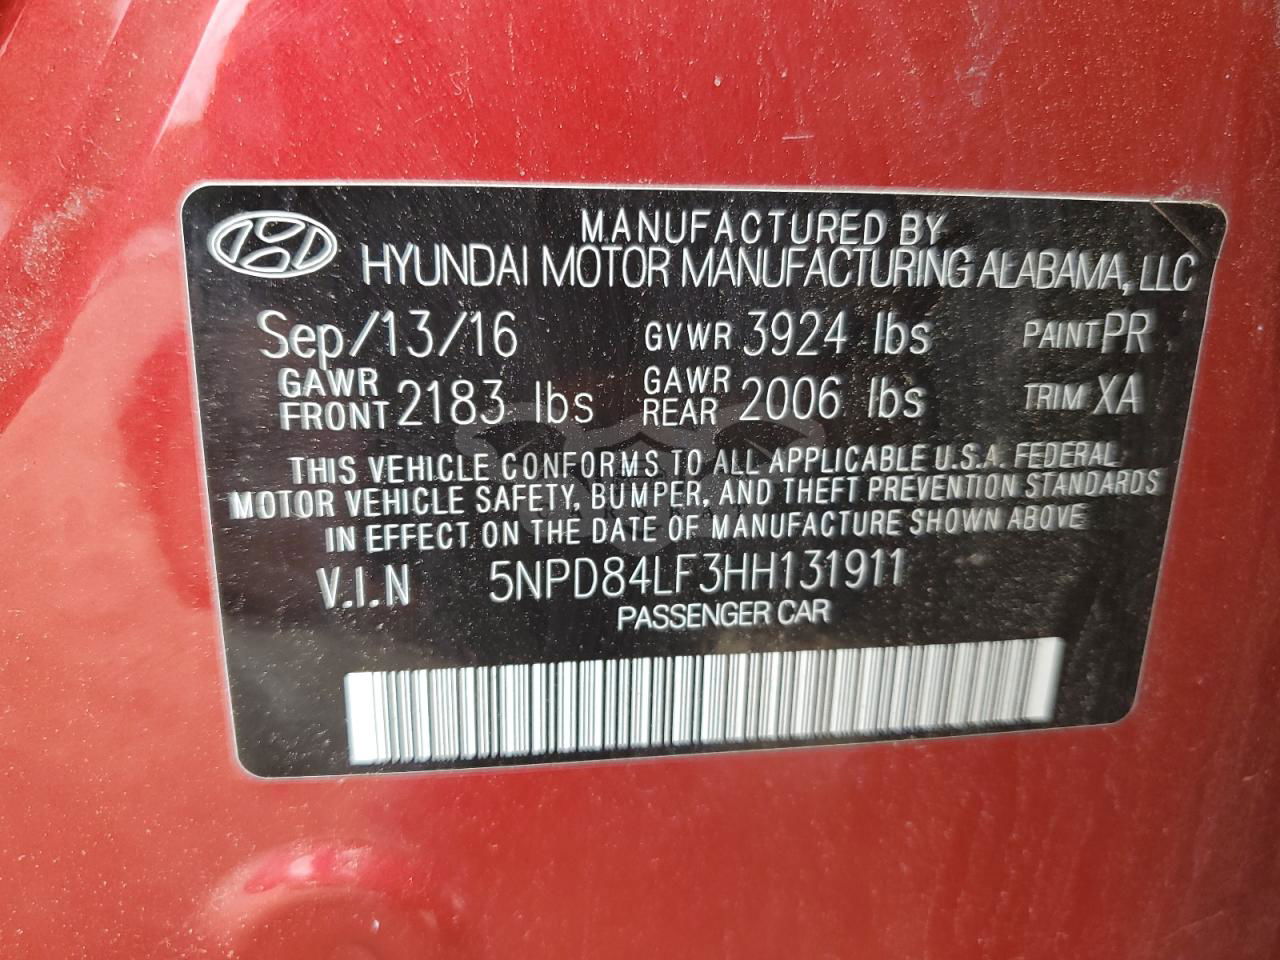 MANUFACTURED BY
HYUNDAI MOTOR MANUFACTURING ALABAMA, LLC
Sep/13/16 GVWR 3924 lbs PAINT PR
GAWR FRONT 2183 lbs GAWR REAR 2006 lbs TRIM XA
THIS VEHICLE CONFORMS TO ALL APPLICABLE U.S.A. FEDERAL
MOTOR VEHICLE SAFETY, BUMPER, AND THEFT PREVENTION STANDARDS
IN EFFECT ON THE DATE OF MANUFACTURE SHOWN ABOVE
V.I.N 5NPD84LF3HH131911
PASSENGER CAR